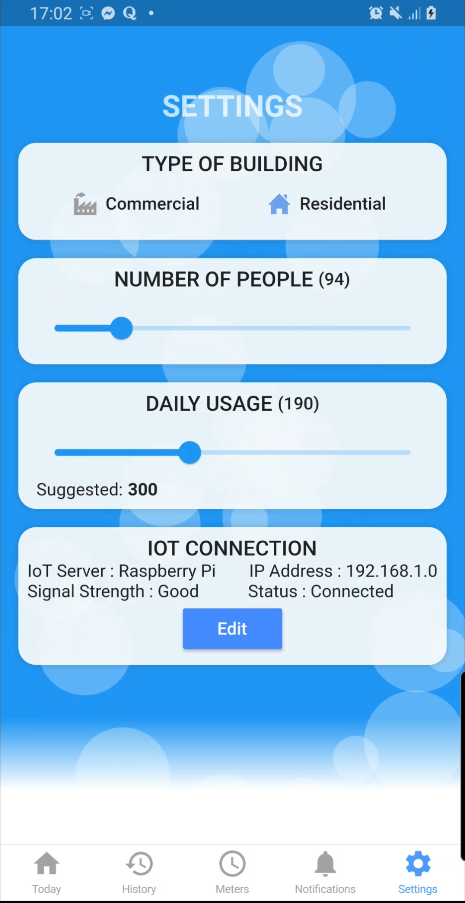 17:02
SETTINGS
TYPE OF BUILDING
Commercial Residential
NUMBER OF PEOPLE (94)
DAILY USAGE (190)
Suggested: 300
IOT CONNECTION
IoT Server : Raspberry Pi IP Address : 192.168.1.0
Signal Strength : Good Status : Connected
Edit
Today History Meters Notifications Settings